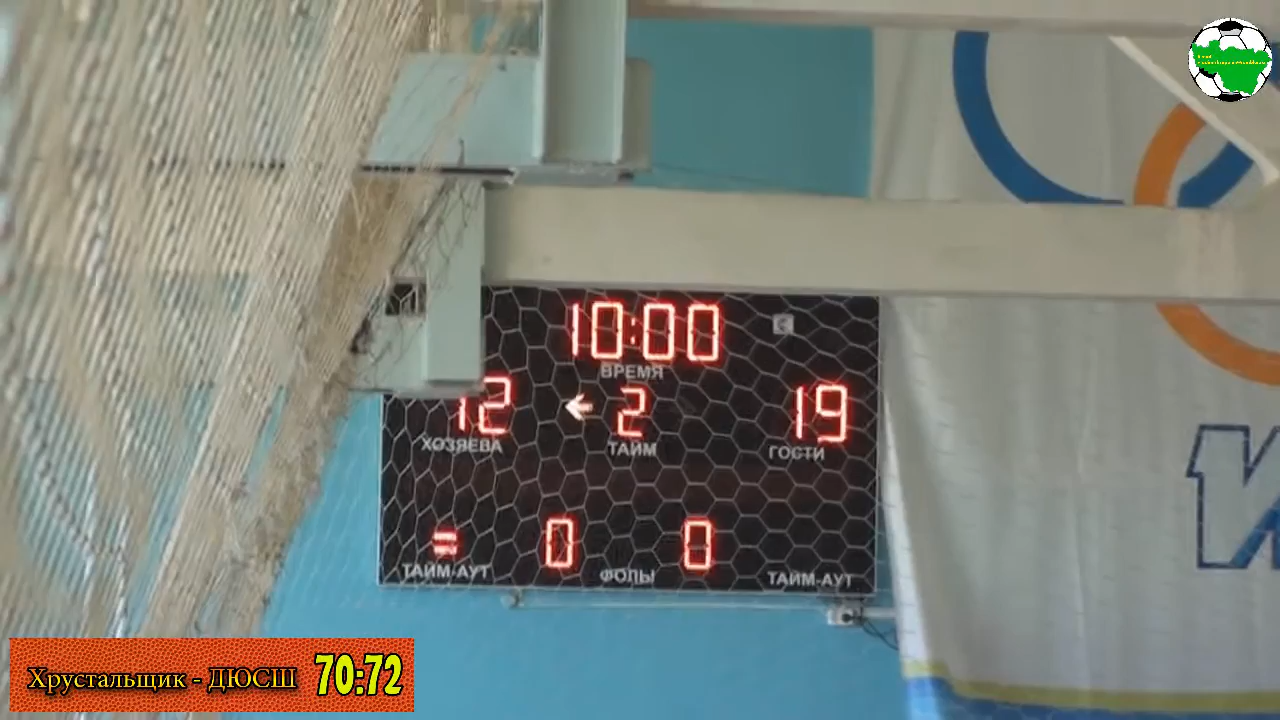 10:00
ВРЕМЯ
12 2 19
ХОЗЯЕВА ТАЙМ ГОСТИ
= 0 0
ТАЙМ-АУТ ФОЛЫ ТАЙМ-АУТ
И
Хрустальщик - ДЮСШ 70:72